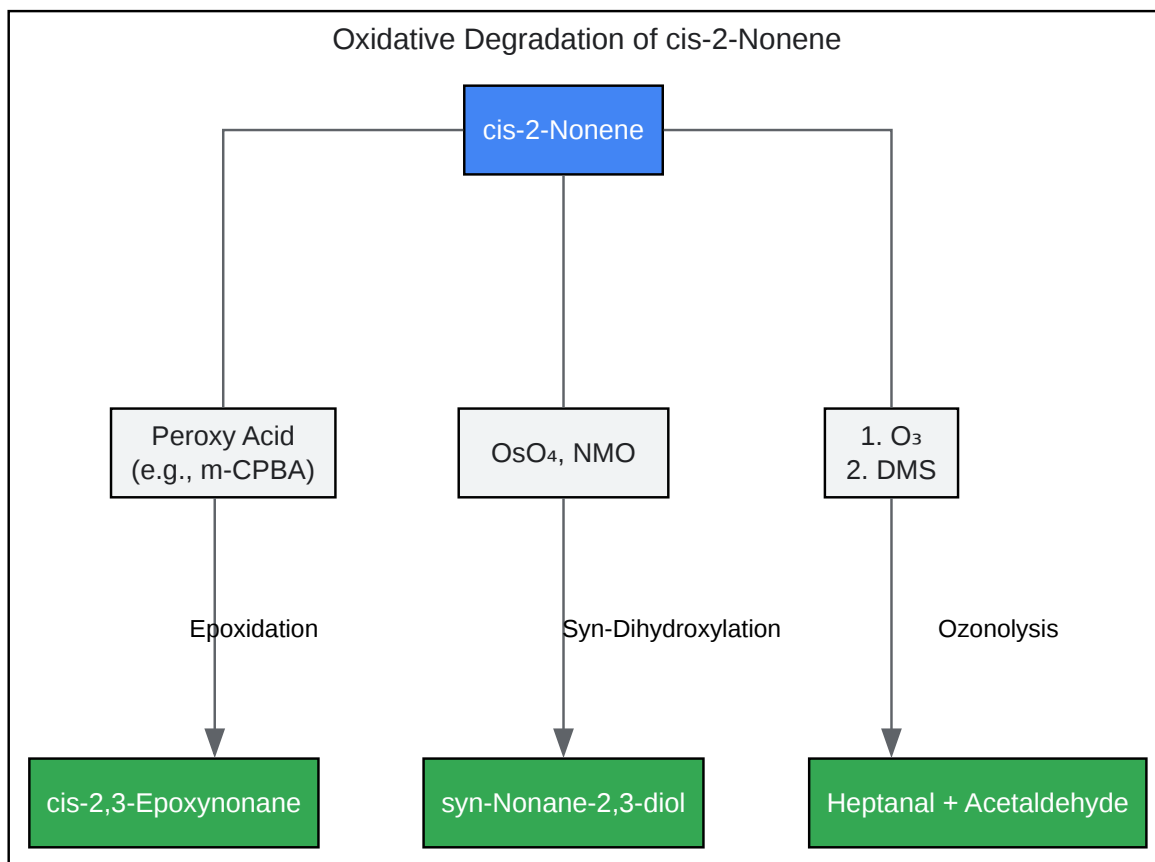 Oxidative Degradation of cis-2-Nonene
cis-2-Nonene
Peroxy Acid
(e.g., m-CPBA)
OsO₄, NMO
1. O₃
2. DMS
Epoxidation
Syn-Dihydroxylation
Ozonolysis
cis-2,3-Epoxynonane
syn-Nonane-2,3-diol
Heptanal + Acetaldehyde